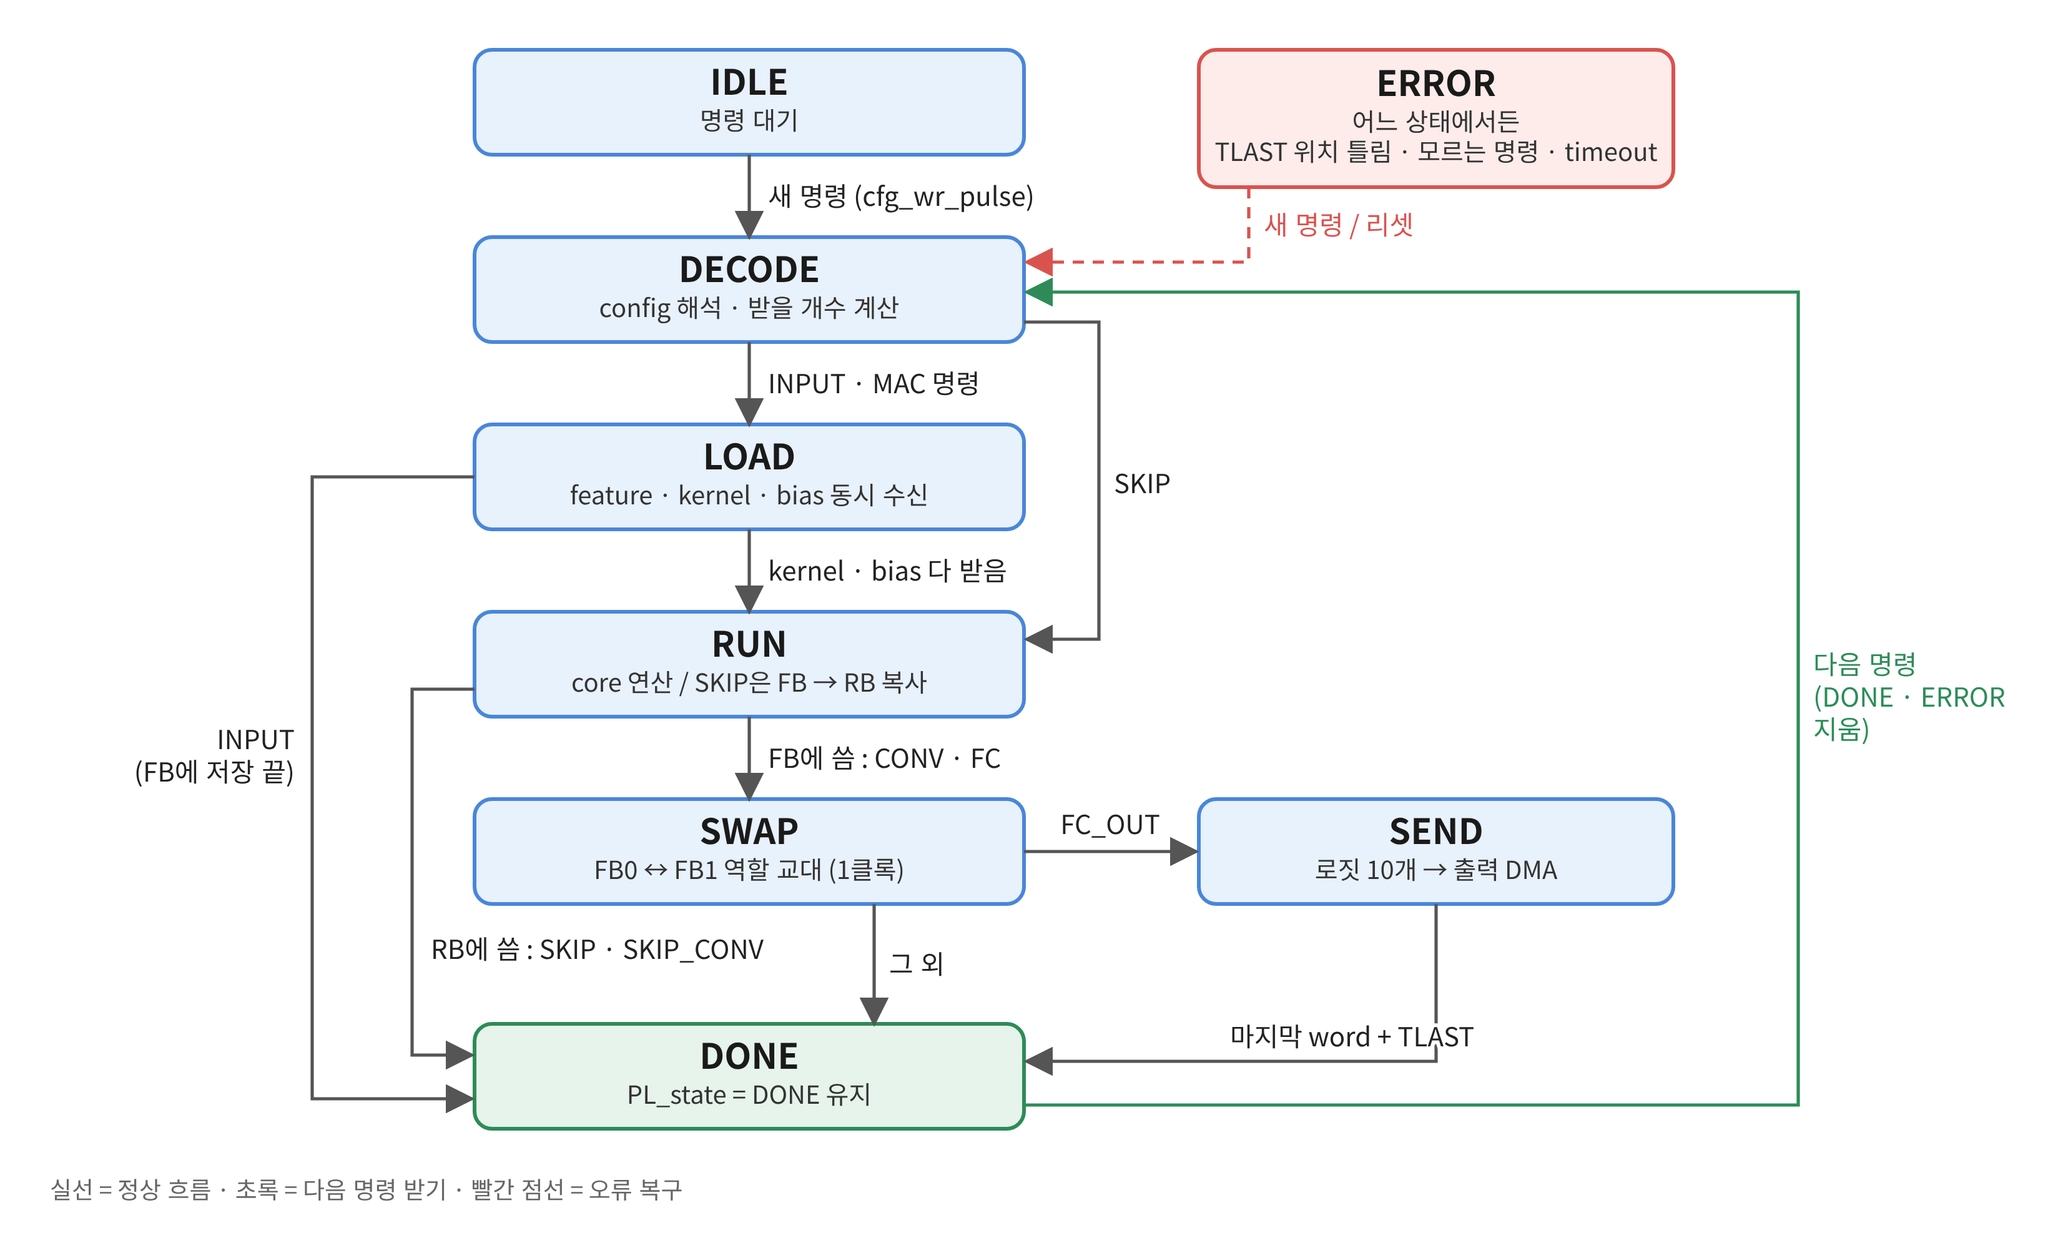 IDLE
명령 대기
ERROR
어느 상태에서든
TLAST 위치 틀림 · 모르는 명령 · timeout
새 명령 (cfg_wr_pulse)
새 명령 / 리셋
DECODE
config 해석 · 받을 개수 계산
INPUT · MAC 명령
SKIP
LOAD
feature · kernel · bias 동시 수신
kernel · bias 다 받음
RUN
core 연산 / SKIP은 FB → RB 복사
다음 명령
(DONE · ERROR
지움)
INPUT
(FB에 저장 끝)
FB에 씀 : CONV · FC
SWAP
FB0 ↔ FB1 역할 교대 (1클록)
FC_OUT
SEND
로짓 10개 → 출력 DMA
RB에 씀 : SKIP · SKIP_CONV
그 외
마지막 word + TLAST
DONE
PL_state = DONE 유지
실선 = 정상 흐름 · 초록 = 다음 명령 받기 · 빨간 점선 = 오류 복구